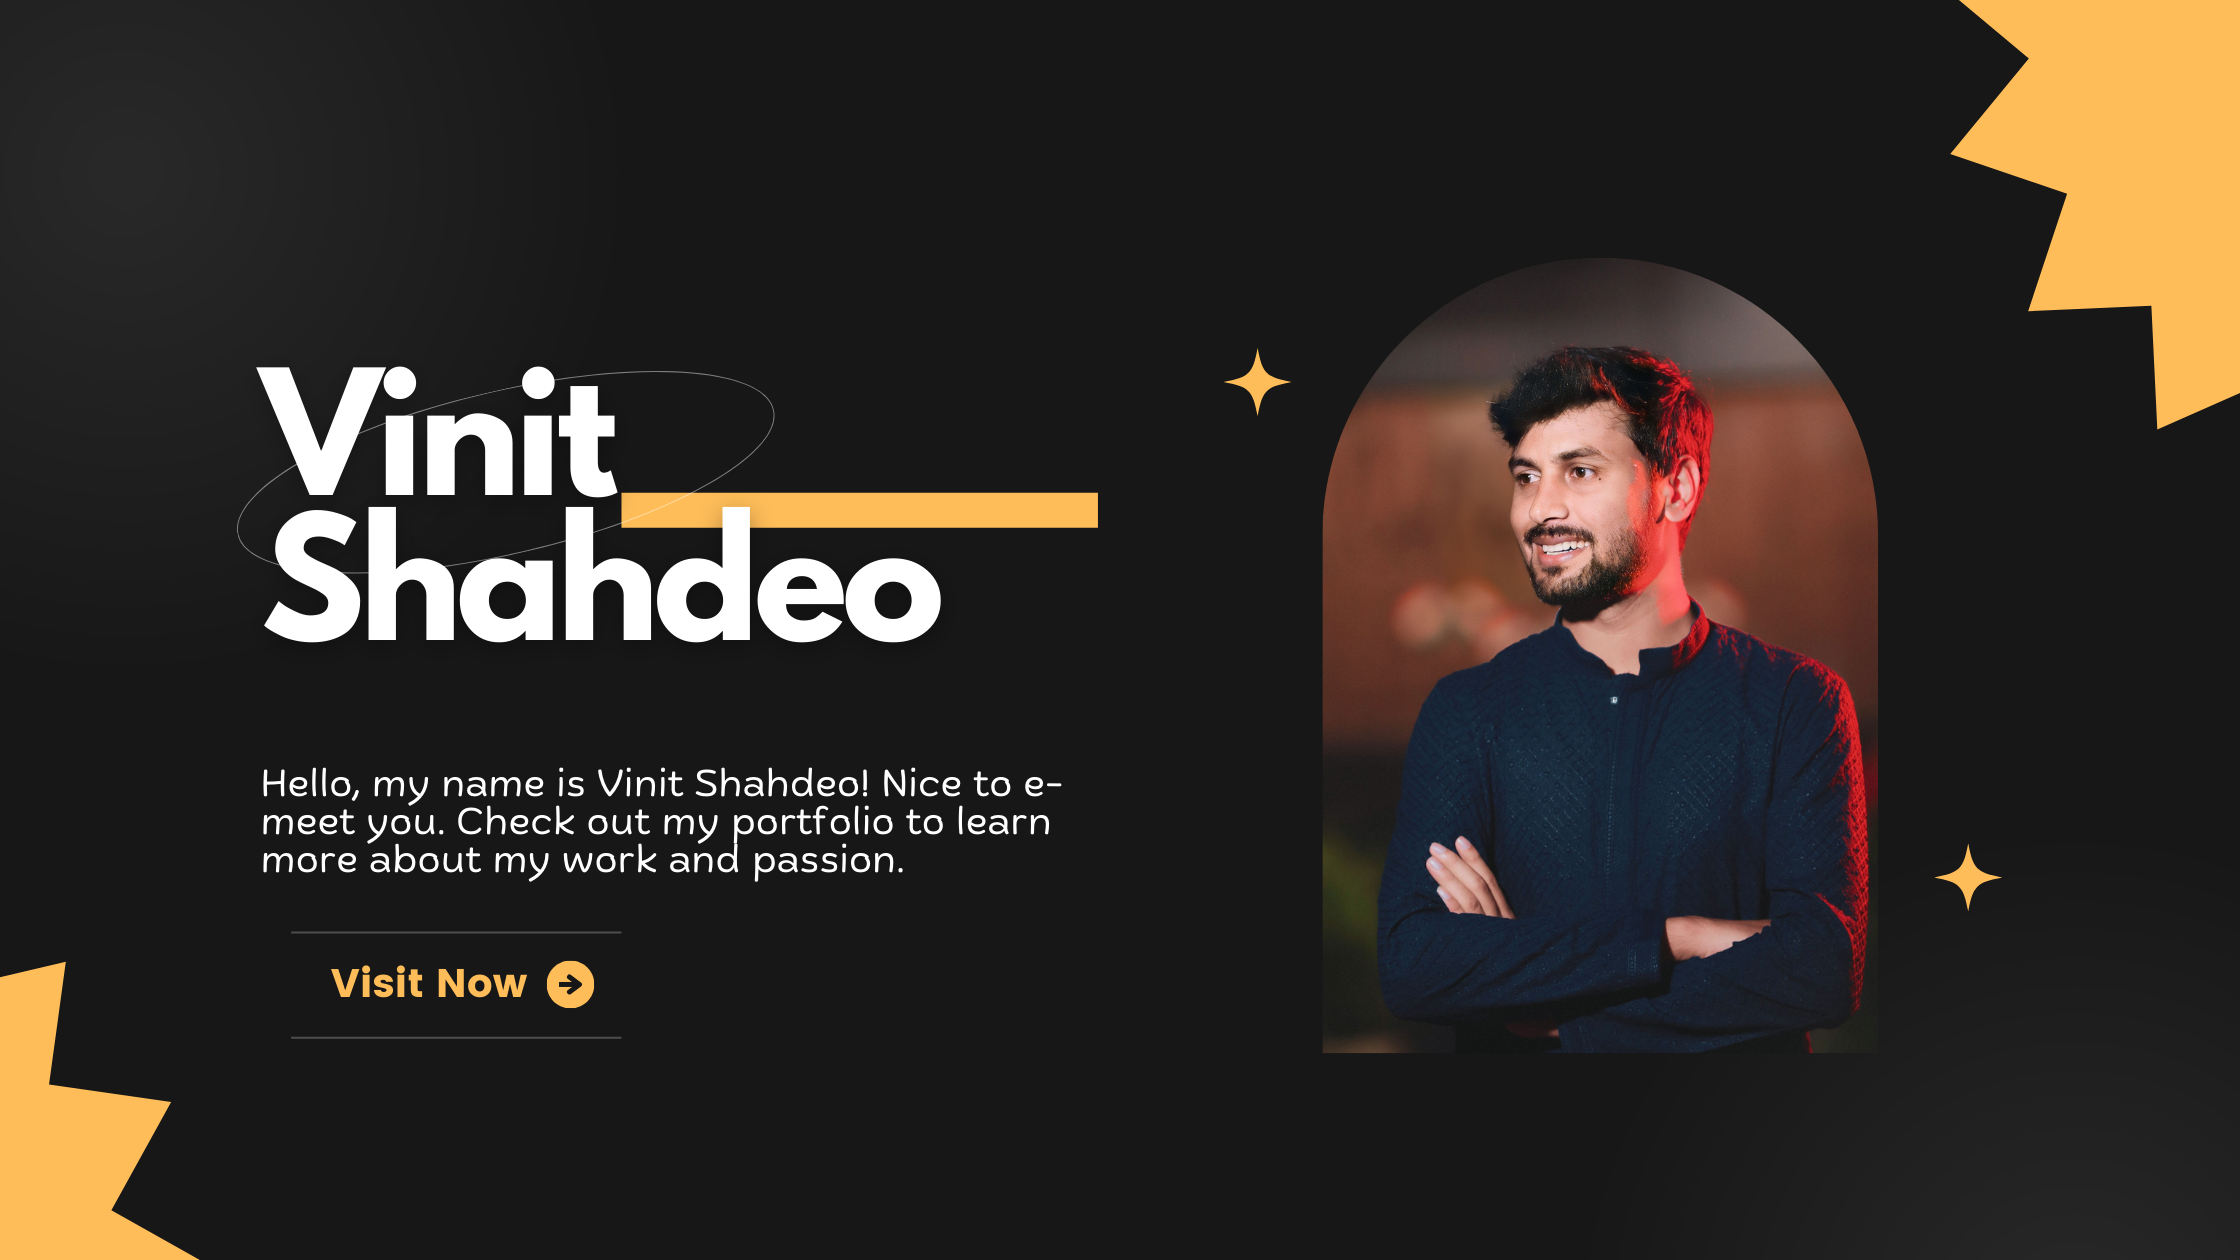 Vinit
Shahdeo
Hello, my name is Vinit Shahdeo! Nice to e-
meet you. Check out my portfolio to learn
more about my work and passion.
Visit Now